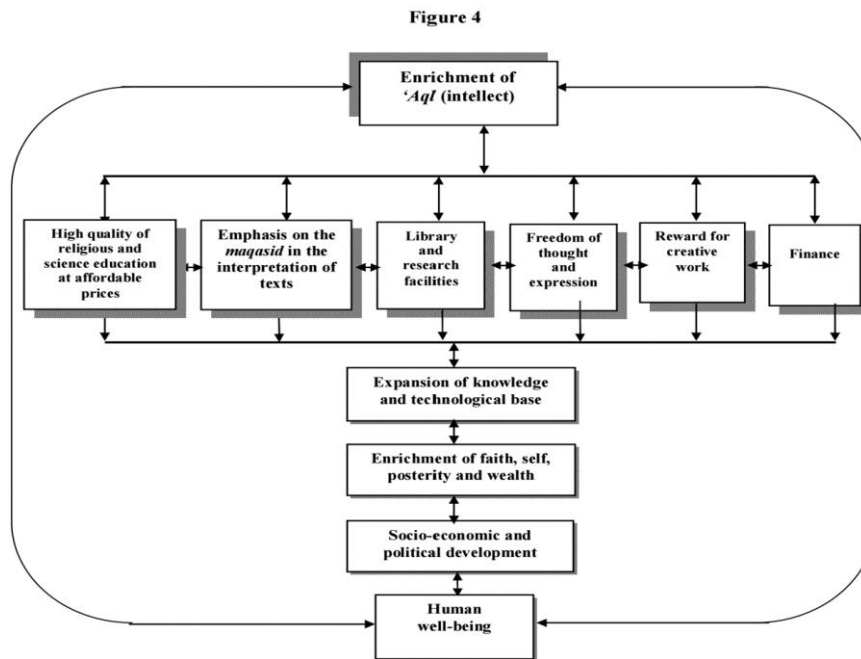 Figure 4
Enrichment of
‘Aql (intellect)
High quality of
religious and
science education
at affordable
prices
Emphasis on the
maqasid in the
interpretation of
texts
Library
and
research
facilities
Freedom of
thought
and
expression
Reward for
creative
work
Finance
Expansion of knowledge
and technological base
Enrichment of faith, self,
posterity and wealth
Socio-economic and
political development
Human
well-being